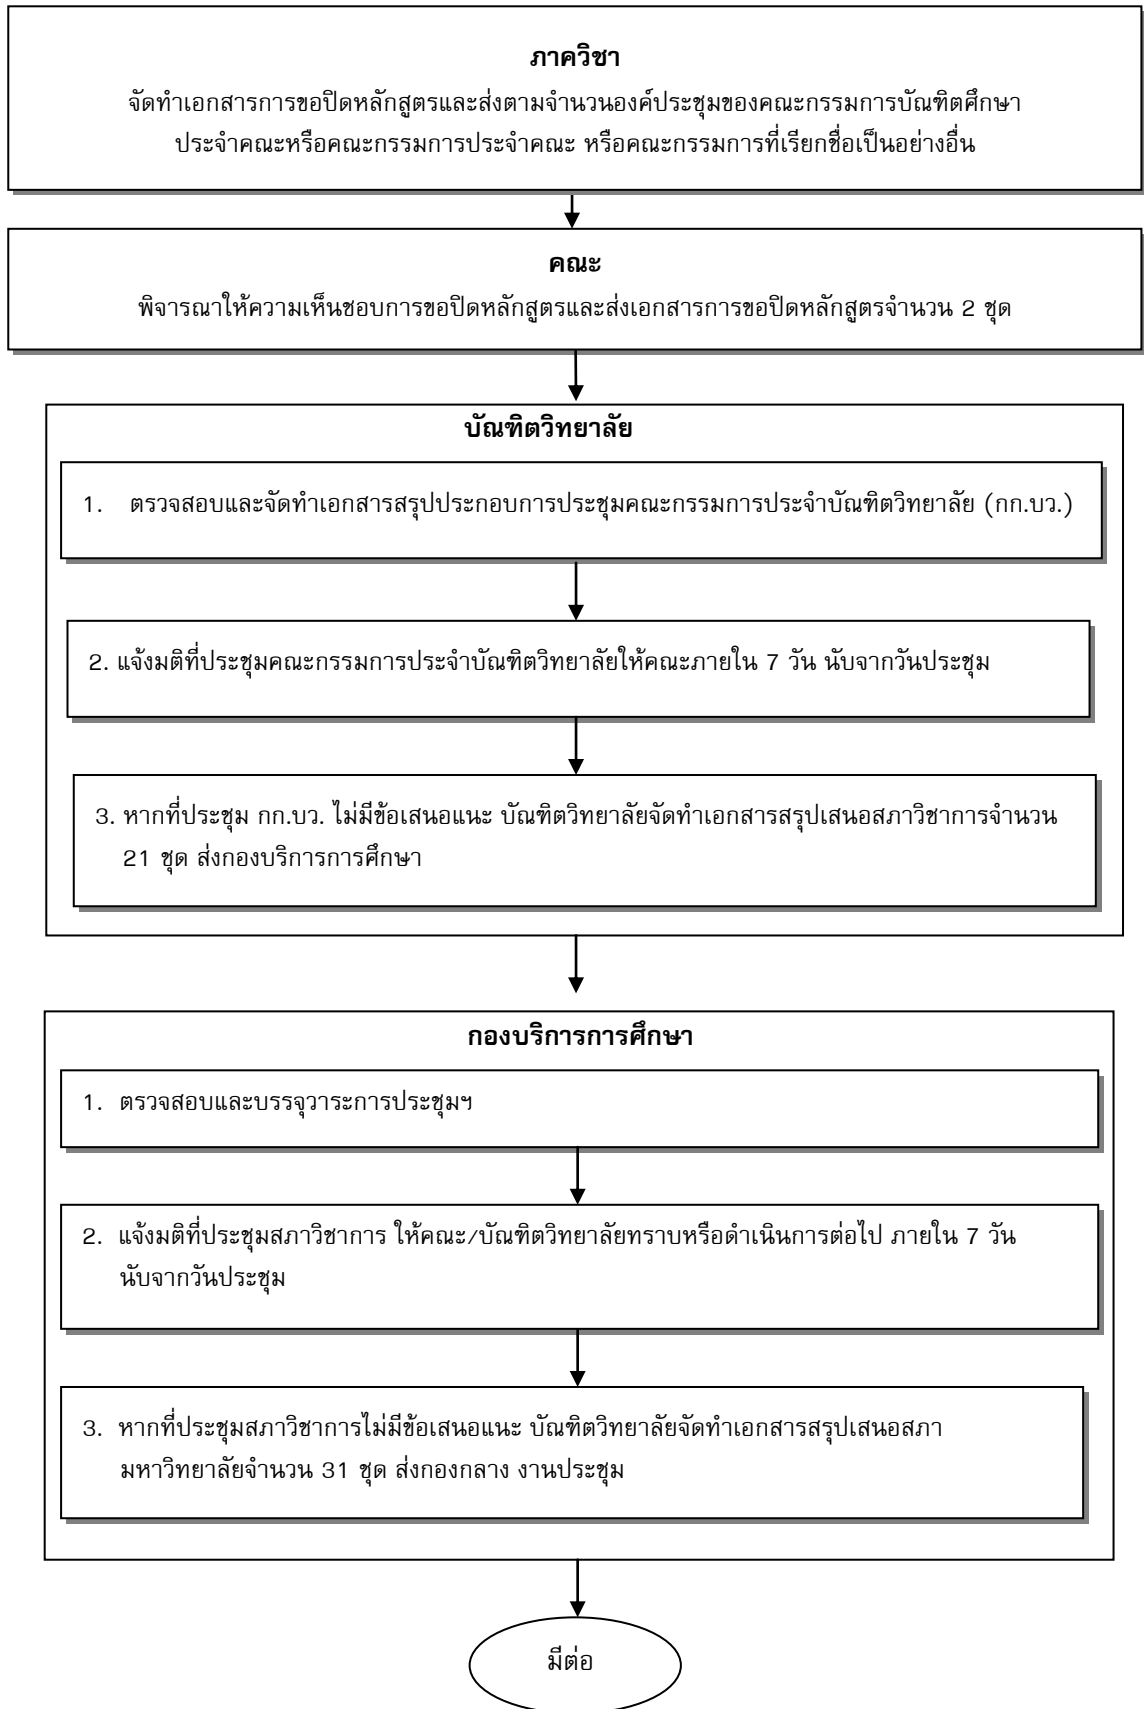 ภาควิชา
จัดทำเอกสารการขอปิดหลักสูตรและส่งตามจำนวนองค์ประชุมของคณะกรรมการบัณฑิตศึกษา
ประจำคณะหรือคณะกรรมการประจำคณะ หรือคณะกรรมการที่เรียกชื่อเป็นอย่างอื่น
คณะ
พิจารณาให้ความเห็นชอบการขอปิดหลักสูตรและส่งเอกสารการขอปิดหลักสูตรจำนวน 2 ชุด
บัณฑิตวิทยาลัย
1. ตรวจสอบและจัดทำเอกสารสรุปประกอบการประชุมคณะกรรมการประจำบัณฑิตวิทยาลัย (กก.บว.)
2. แจ้งมติที่ประชุมคณะกรรมการประจำบัณฑิตวิทยาลัยให้คณะภายใน 7 วัน นับจากวันประชุม
3. หากที่ประชุม กก.บว. ไม่มีข้อเสนอแนะ บัณฑิตวิทยาลัยจัดทำเอกสารสรุปเสนอสภาวิชาการจำนวน
21 ชุด ส่งกองบริการการศึกษา
กองบริการการศึกษา
1. ตรวจสอบและบรรจุวาระการประชุมฯ
2. แจ้งมติที่ประชุมสภาวิชาการ ให้คณะ/บัณฑิตวิทยาลัยทราบหรือดำเนินการต่อไป ภายใน 7 วัน
นับจากวันประชุม
3. หากที่ประชุมสภาวิชาการไม่มีข้อเสนอแนะ บัณฑิตวิทยาลัยจัดทำเอกสารสรุปเสนอสภา
มหาวิทยาลัยจำนวน 31 ชุด ส่งกองกลาง งานประชุม
มีต่อ